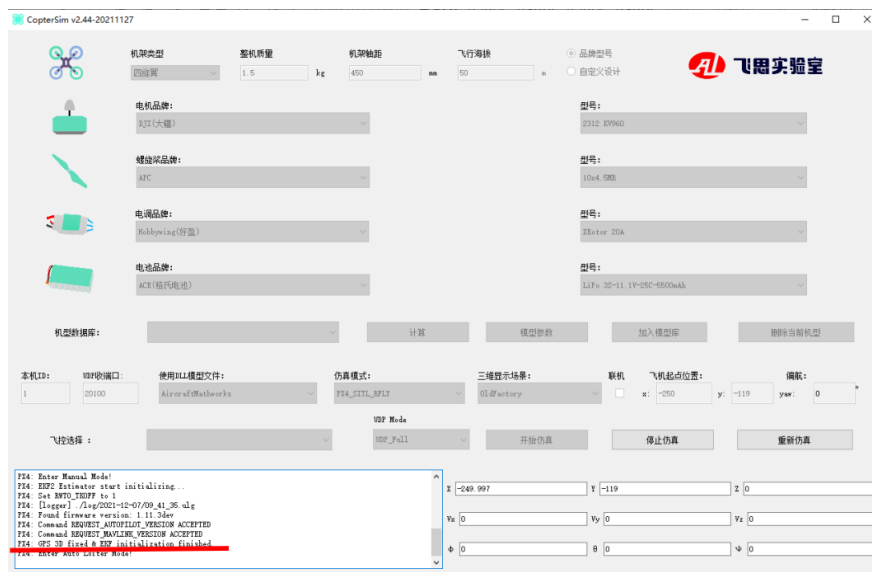 CopterSim v2.44-20211127
机架类型 整机质量 机架轴距 飞行海拔 品牌型号
四旋翼 1.5 kg 450 mm 50 m 自定义设计
飞思实验室
电机品牌: 型号:
DJI(大疆) 2312 KV960
螺旋桨品牌: 型号:
APC 10x4.5MR
电调品牌: 型号:
Hobbywing(好盈) XRotor 20A
电池品牌: 型号:
ACE(格氏电池) LiPo 3S-11.1V-25C-5500mAh
机型数据库: 计算 模型参数 加入模型库 删除当前机型
本机ID: UDP收端口: 使用DLL模型文件: 仿真模式: 三维显示场景: 联机 飞机起点位置: 偏航:
1 20100 AircraftMathworks PX4_SITL_RFLY OldFactory x: -250 y: -119 yaw: 0 °
UDP Mode
飞控选择 : UDP_Full 开始仿真 停止仿真 重新仿真
PX4: Enter Manual Mode!
PX4: EKF2 Estimator start initializing...
PX4: Set RWTO_TKOFF to 1
PX4: [logger] ./log/2021-12-07/09_41_35.ulg
PX4: Found firmware version: 1.11.3dev
PX4: Command REQUEST_AUTOPILOT_VERSION ACCEPTED
PX4: Command REQUEST_MAVLINK_VERSION ACCEPTED
PX4: GPS 3D fixed & EKF initialization finished
PX4: Enter Auto Loiter Mode!
X -249.997 Y -119 Z 0
Vx 0 Vy 0 Vz 0
ϕ 0 θ 0 ψ 0